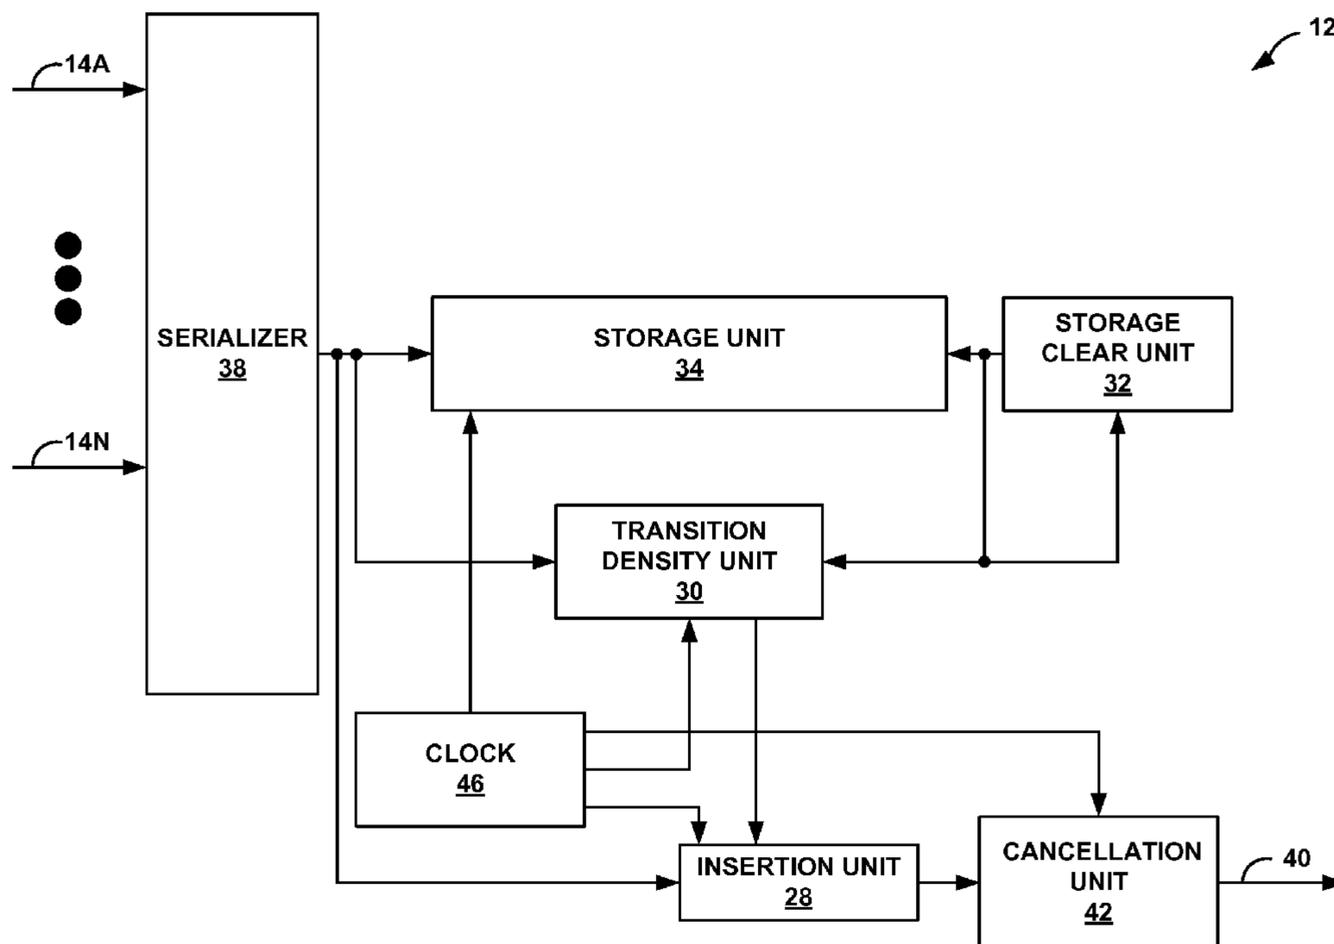 12
14A
SERIALIZER
38
14N
STORAGE UNIT
34
STORAGE
CLEAR UNIT
32
TRANSITION
DENSITY UNIT
30
CLOCK
46
INSERTION UNIT
28
CANCELLATION
UNIT
42
40